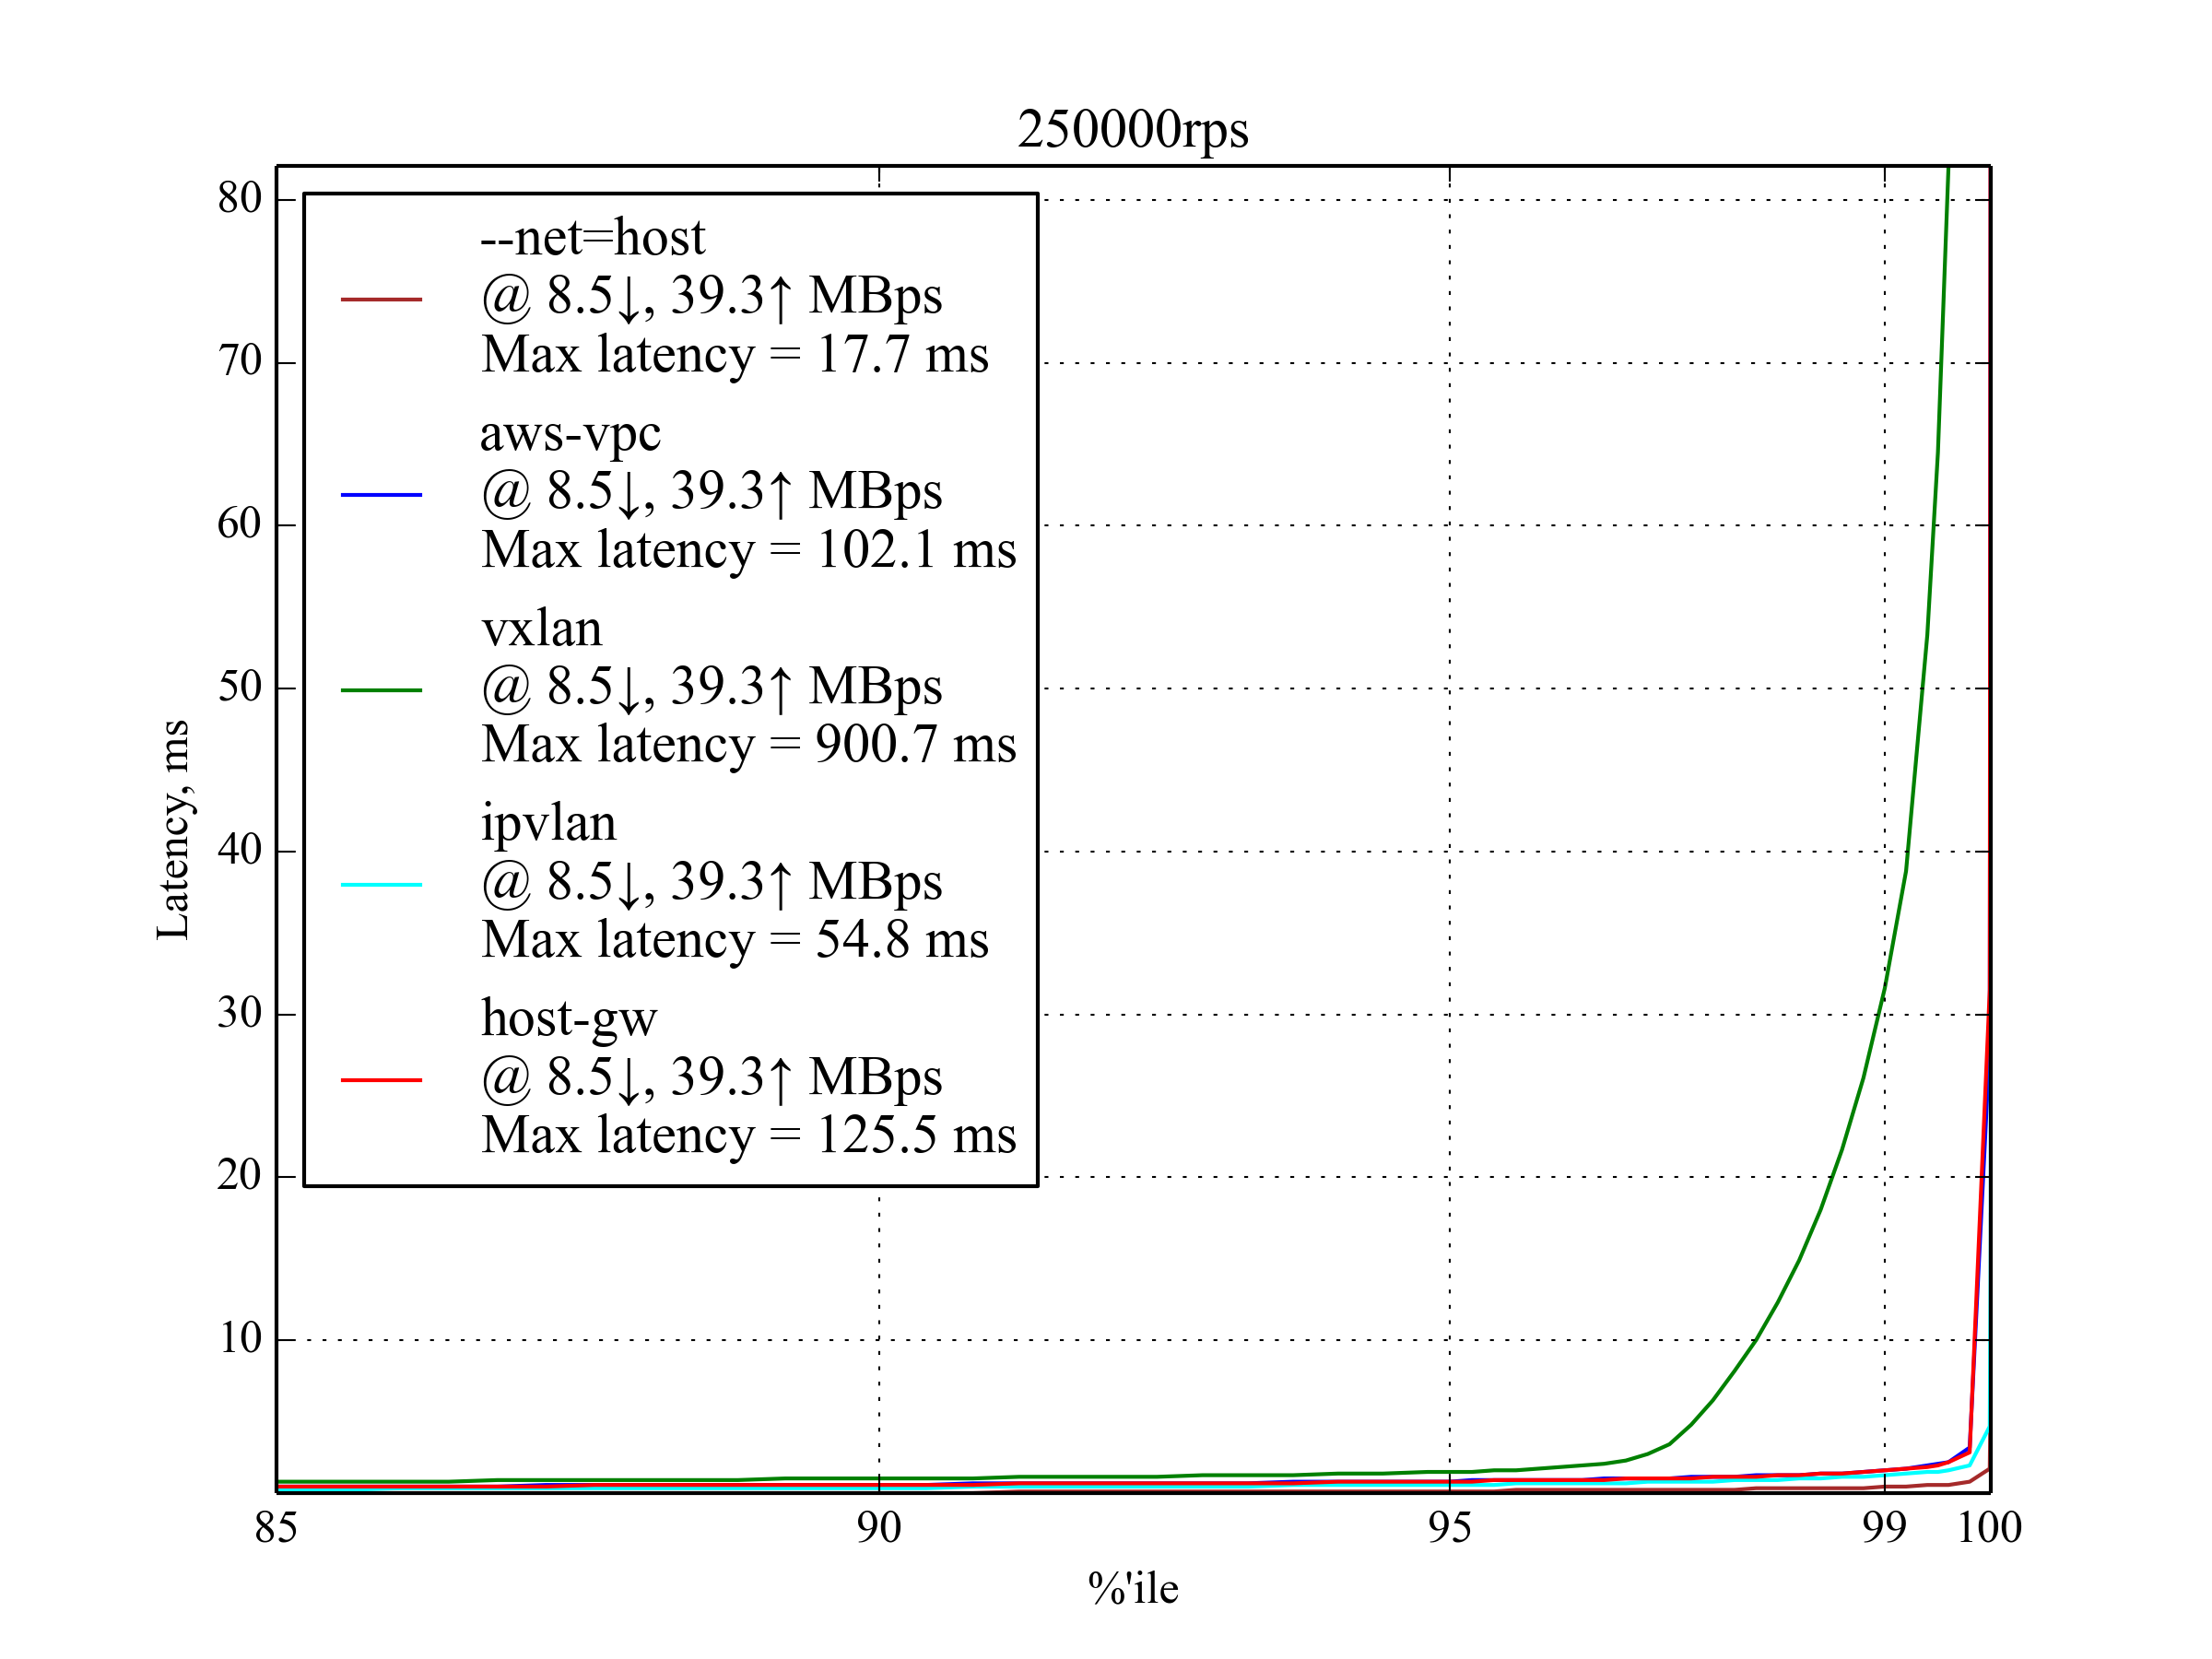 250000rps
80
70
60
50
40
30
20
10
Latency, ms
--net=host
@ 8.5↓, 39.3↑ MBps
Max latency = 17.7 ms
aws-vpc
@ 8.5↓, 39.3↑ MBps
Max latency = 102.1 ms
vxlan
@ 8.5↓, 39.3↑ MBps
Max latency = 900.7 ms
ipvlan
@ 8.5↓, 39.3↑ MBps
Max latency = 54.8 ms
host-gw
@ 8.5↓, 39.3↑ MBps
Max latency = 125.5 ms
85 90 95 99 100
%'ile